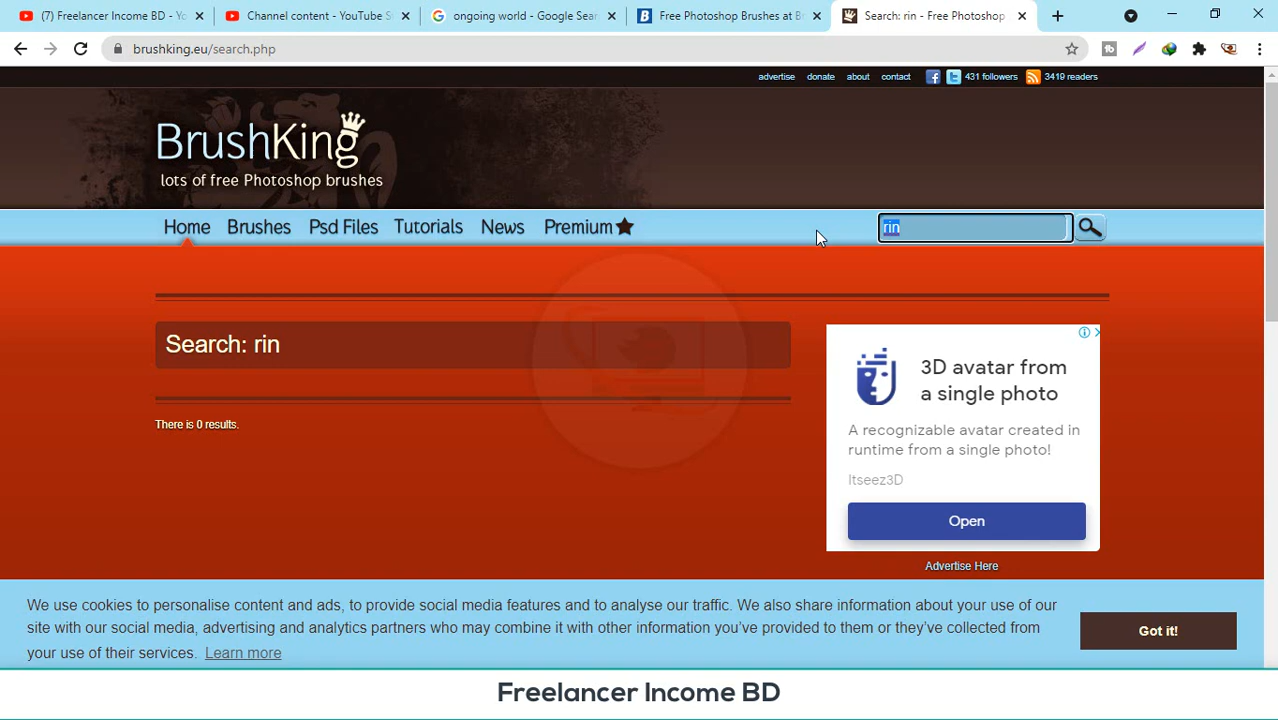 (7) Freelancer Income BD - Yo
Channel content - YouTube S
ongoing world - Google Sear
Free Photoshop Brushes at Br
Search: rin - Free Photoshop
brushking.eu/search.php
advertise donate about contact 431 followers 3419 readers
BrushKing
lots of free Photoshop brushes
Home Brushes Psd Files Tutorials News Premium
rin
Search: rin
There is 0 results.
3D avatar from
a single photo
A recognizable avatar created in
runtime from a single photo!
Itseez3D
Open
Advertise Here
We use cookies to personalise content and ads, to provide social media features and to analyse our traffic. We also share information about your use of our
site with our social media, advertising and analytics partners who may combine it with other information you’ve provided to them or they’ve collected from
your use of their services. Learn more
Got it!
Freelancer Income BD